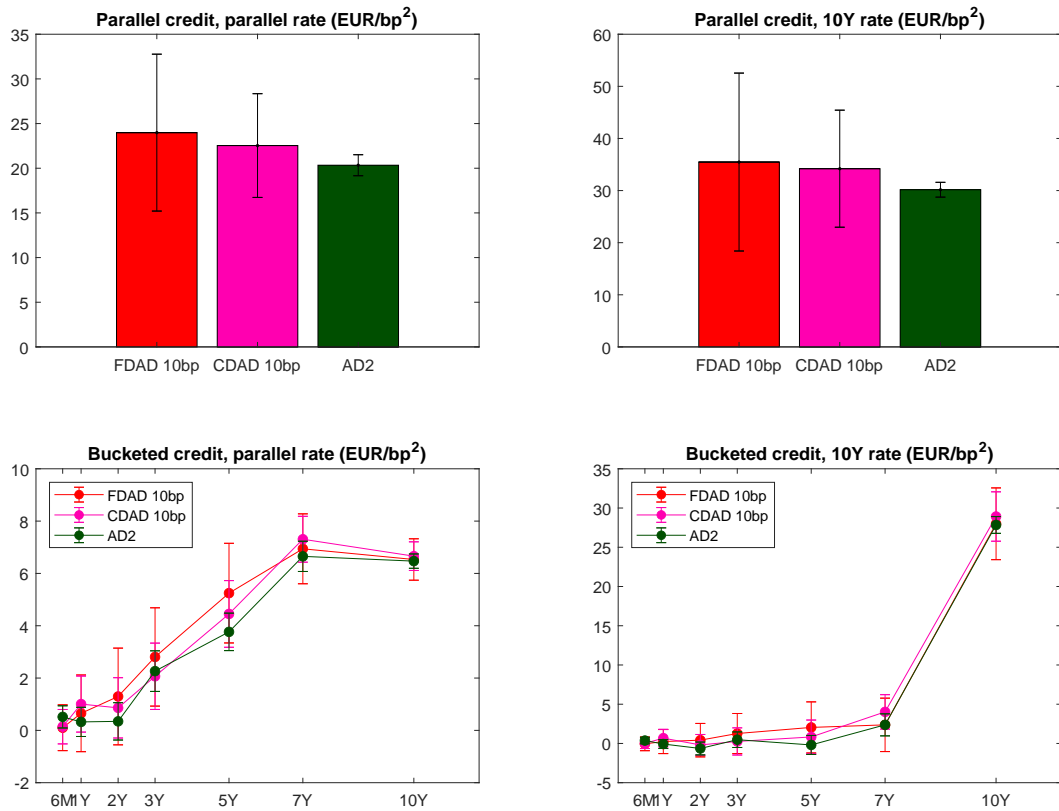 Parallel credit, parallel rate (EUR/bp²)
35
30
25
20
15
10
5
0
FDAD 10bp CDAD 10bp AD2
Parallel credit, 10Y rate (EUR/bp²)
60
50
40
30
20
10
0
FDAD 10bp CDAD 10bp AD2
Bucketed credit, parallel rate (EUR/bp²)
10
8
6
4
2
0
-2
FDAD 10bp
CDAD 10bp
AD2
6M 1Y 2Y 3Y 5Y 7Y 10Y
Bucketed credit, 10Y rate (EUR/bp²)
35
30
25
20
15
10
5
0
-5
FDAD 10bp
CDAD 10bp
AD2
6M 1Y 2Y 3Y 5Y 7Y 10Y